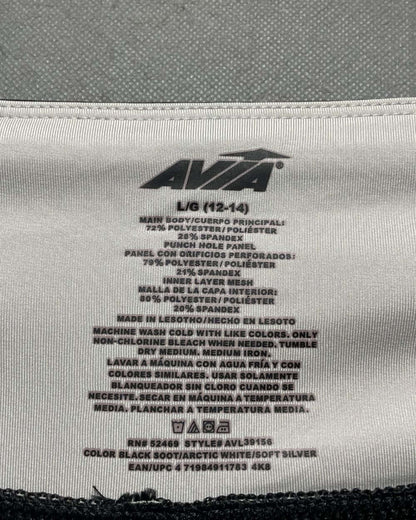 AVIA
L/G (12-14)
MAIN BODY/CUERPO PRINCIPAL:
72% POLYESTER/POLIÉSTER
28% SPANDEX
PUNCH HOLE PANEL
PANEL CON ORIFICIOS PERFORADOS:
79% POLYESTER/POLIÉSTER
21% SPANDEX
INNER LAYER MESH
MALLA DE LA CAPA INTERIOR:
80% POLYESTER/POLIÉSTER
20% SPANDEX
MADE IN LESOTHO/HECHO EN LESOTO
MACHINE WASH COLD WITH LIKE COLORS. ONLY
NON-CHLORINE BLEACH WHEN NEEDED. TUMBLE
DRY MEDIUM. MEDIUM IRON.
LAVAR A MÁQUINA CON AGUA FRÍA Y CON
COLORES SIMILARES. USAR SOLAMENTE
BLANQUEADOR SIN CLORO CUANDO SE
NECESITE. SECAR EN MÁQUINA A TEMPERATURA
MEDIA. PLANCHAR A TEMPERATURA MEDIA.
RN# 52469 STYLE# AVL39156
COLOR BLACK SOOT/ARCTIC WHITE/SOFT SILVER
EAN/UPC 4 71984911783 4K8